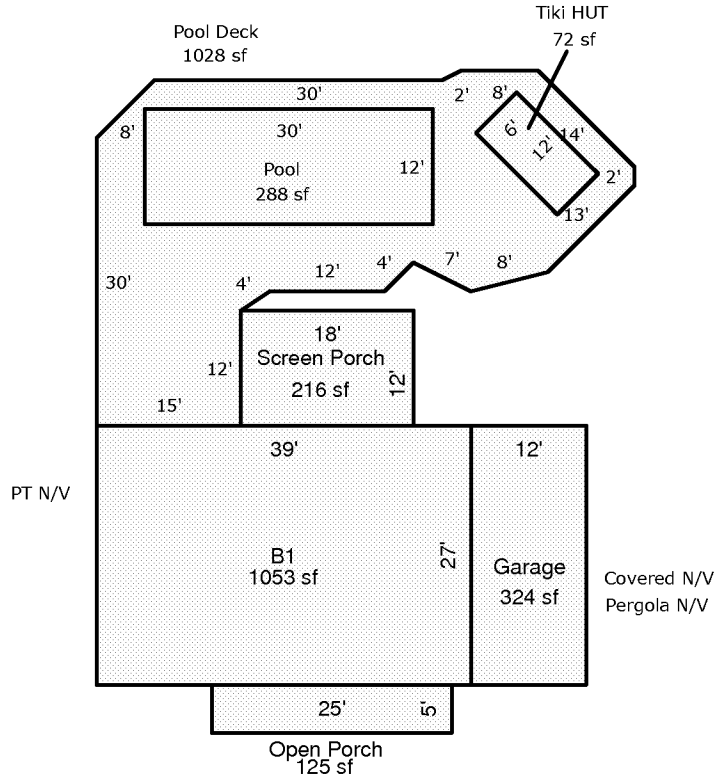 Tiki HUT
72 sf
Pool Deck
1028 sf
30'
2'
8'
8'
30'
6'
12'
14'
Pool
288 sf
12'
2'
13'
30'
4'
12'
4'
7'
8'
18'
Screen Porch
216 sf
12'
12'
15'
39'
12'
PT N/V
B1
1053 sf
27'
Garage
324 sf
Covered N/V
Pergola N/V
25'
5'
Open Porch
125 sf